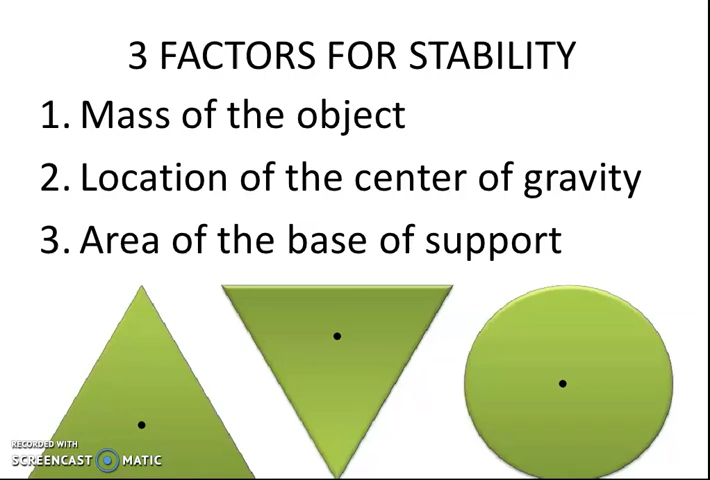 3 FACTORS FOR STABILITY
1. Mass of the object
2. Location of the center of gravity
3. Area of the base of support
RECORDED WITH
SCREENCAST MATIC